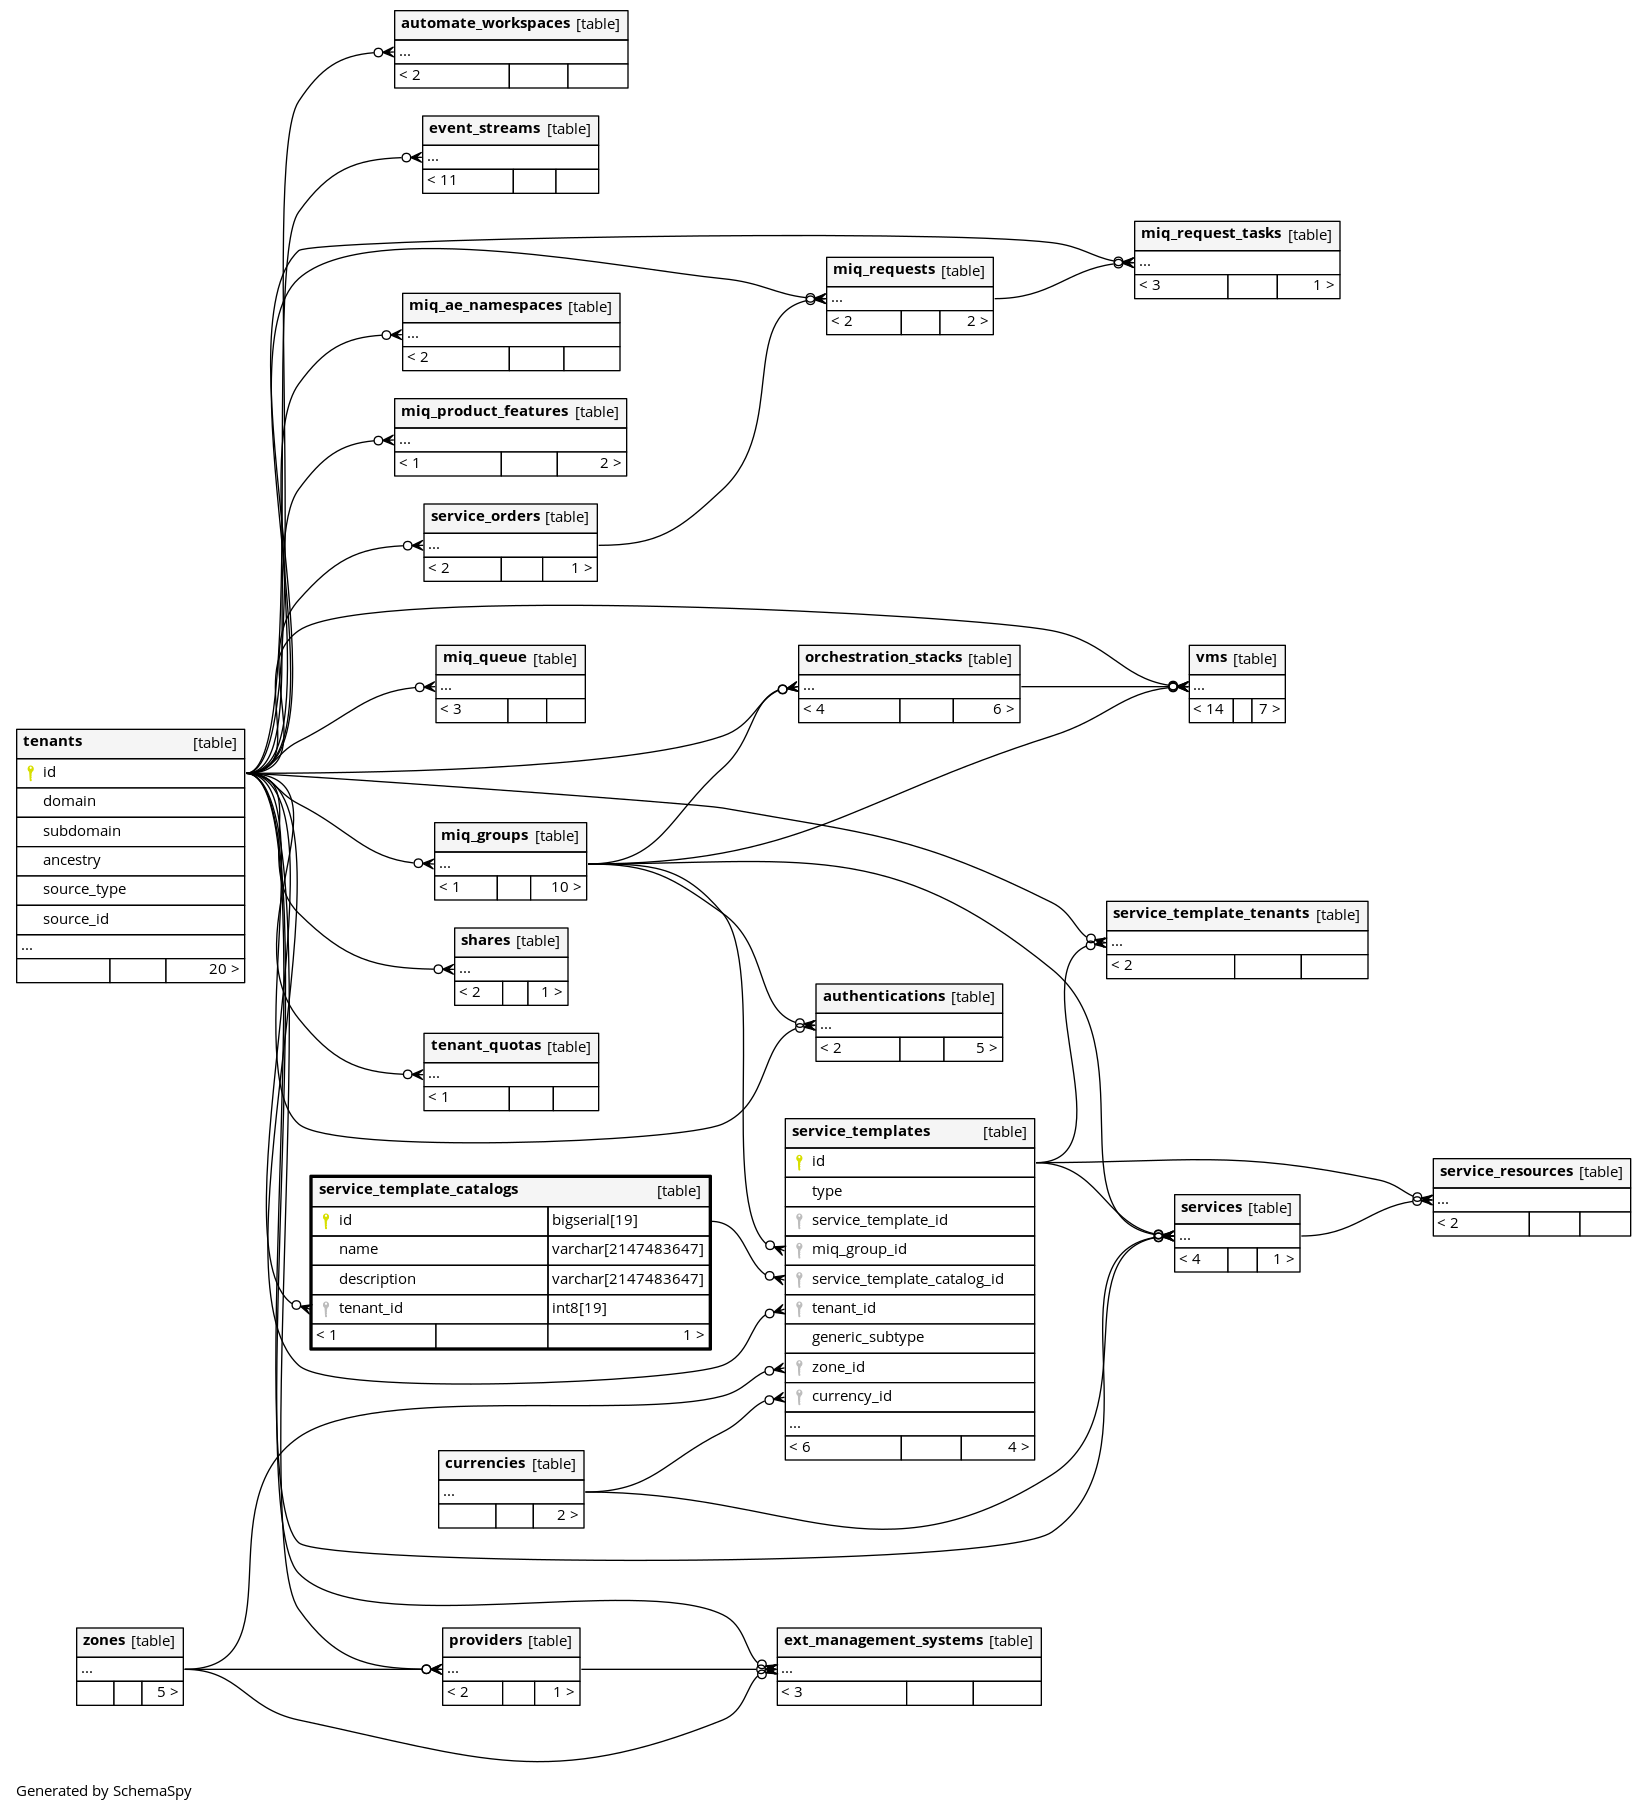 automate_workspaces [table]
...
< 2
event_streams [table]
...
< 11
miq_request_tasks [table]
...
< 3 1 >
miq_requests [table]
...
< 2 2 >
miq_ae_namespaces [table]
...
< 2
miq_product_features [table]
...
< 1 2 >
service_orders [table]
...
< 2 1 >
miq_queue [table]
...
< 3
orchestration_stacks [table]
...
< 4 6 >
vms [table]
...
< 14 7 >
tenants [table]
id
domain
subdomain
ancestry
source_type
source_id
...
20 >
miq_groups [table]
...
< 1 10 >
service_template_tenants [table]
...
< 2
shares [table]
...
< 2 1 >
authentications [table]
...
< 2 5 >
tenant_quotas [table]
...
< 1
service_templates [table]
id
type
service_template_id
miq_group_id
service_template_catalog_id
tenant_id
generic_subtype
zone_id
currency_id
...
< 6 4 >
service_resources [table]
...
< 2
service_template_catalogs [table]
id bigserial[19]
name varchar[2147483647]
description varchar[2147483647]
tenant_id int8[19]
< 1 1 >
services [table]
...
< 4 1 >
currencies [table]
...
2 >
zones [table]
...
5 >
providers [table]
...
< 2 1 >
ext_management_systems [table]
...
< 3
Generated by SchemaSpy